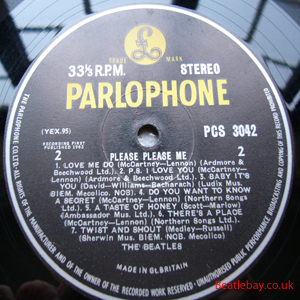 TRADE MARK
33⅓ R.P.M. STEREO
PARLOPHONE
(YEX.95) PCS 3042
RECORDING FIRST
PUBLISHED 1963
2 PLEASE PLEASE ME 2
1. LOVE ME DO (McCartney-Lennon) (Ardmore &
Beechwood Ltd.) 2. P.S. I LOVE YOU (McCartney-
Lennon) (Ardmore & Beechwood Ltd.) 3. BABY IT'S
YOU (David-Williams-Bacharach) (Ludix Mus.
BIEM. Mecolico. NCB) 4. DO YOU WANT TO KNOW
A SECRET (McCartney-Lennon) (Northern Songs
Ltd.) 5. A TASTE OF HONEY (Scott-Marlow)
(Ambassador Mus. Ltd.) 6. THERE'S A PLACE
(McCartney-Lennon) (Northern Songs Ltd.)
7. TWIST AND SHOUT (Medley-Russell)
(Sherwin Mus. BIEM. NCB. Mecolico)
THE BEATLES
MADE IN GT. BRITAIN
THE PARLOPHONE CO. LTD. ALL RIGHTS OF THE MANUFACTURER AND OF THE OWNER OF THE RECORDED WORK RESERVED UNAUTHORISED PUBLIC PERFORMANCE BROADCASTING AND COPYING OF THIS RECORD PROHIBITED
Beatlebay.co.uk